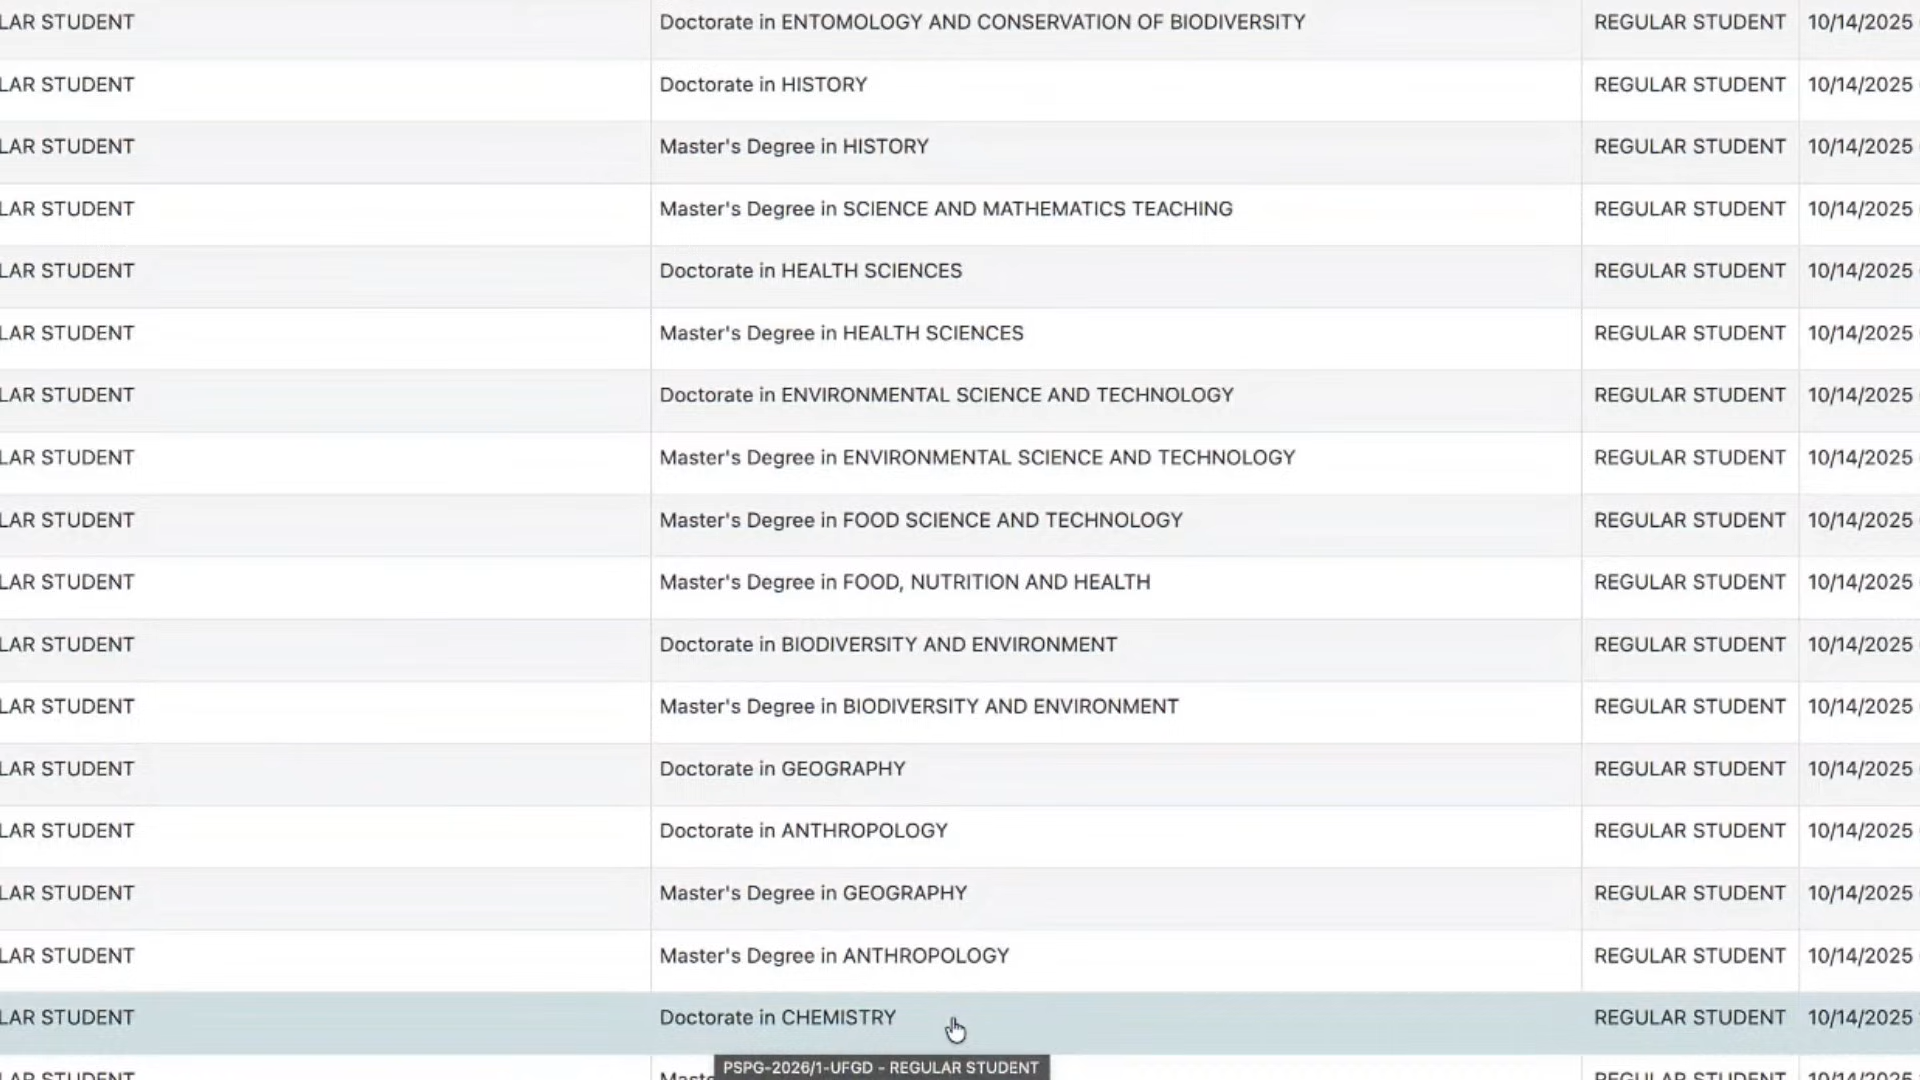 LAR STUDENT Doctorate in ENTOMOLOGY AND CONSERVATION OF BIODIVERSITY REGULAR STUDENT 10/14/2025
LAR STUDENT Doctorate in HISTORY REGULAR STUDENT 10/14/2025
LAR STUDENT Master's Degree in HISTORY REGULAR STUDENT 10/14/2025
LAR STUDENT Master's Degree in SCIENCE AND MATHEMATICS TEACHING REGULAR STUDENT 10/14/2025
LAR STUDENT Doctorate in HEALTH SCIENCES REGULAR STUDENT 10/14/2025
LAR STUDENT Master's Degree in HEALTH SCIENCES REGULAR STUDENT 10/14/2025
LAR STUDENT Doctorate in ENVIRONMENTAL SCIENCE AND TECHNOLOGY REGULAR STUDENT 10/14/2025
LAR STUDENT Master's Degree in ENVIRONMENTAL SCIENCE AND TECHNOLOGY REGULAR STUDENT 10/14/2025
LAR STUDENT Master's Degree in FOOD SCIENCE AND TECHNOLOGY REGULAR STUDENT 10/14/2025
LAR STUDENT Master's Degree in FOOD, NUTRITION AND HEALTH REGULAR STUDENT 10/14/2025
LAR STUDENT Doctorate in BIODIVERSITY AND ENVIRONMENT REGULAR STUDENT 10/14/2025
LAR STUDENT Master's Degree in BIODIVERSITY AND ENVIRONMENT REGULAR STUDENT 10/14/2025
LAR STUDENT Doctorate in GEOGRAPHY REGULAR STUDENT 10/14/2025
LAR STUDENT Doctorate in ANTHROPOLOGY REGULAR STUDENT 10/14/2025
LAR STUDENT Master's Degree in GEOGRAPHY REGULAR STUDENT 10/14/2025
LAR STUDENT Master's Degree in ANTHROPOLOGY REGULAR STUDENT 10/14/2025
LAR STUDENT Doctorate in CHEMISTRY REGULAR STUDENT 10/14/2025
PSPG-2026/1-UFGD - REGULAR STUDENT